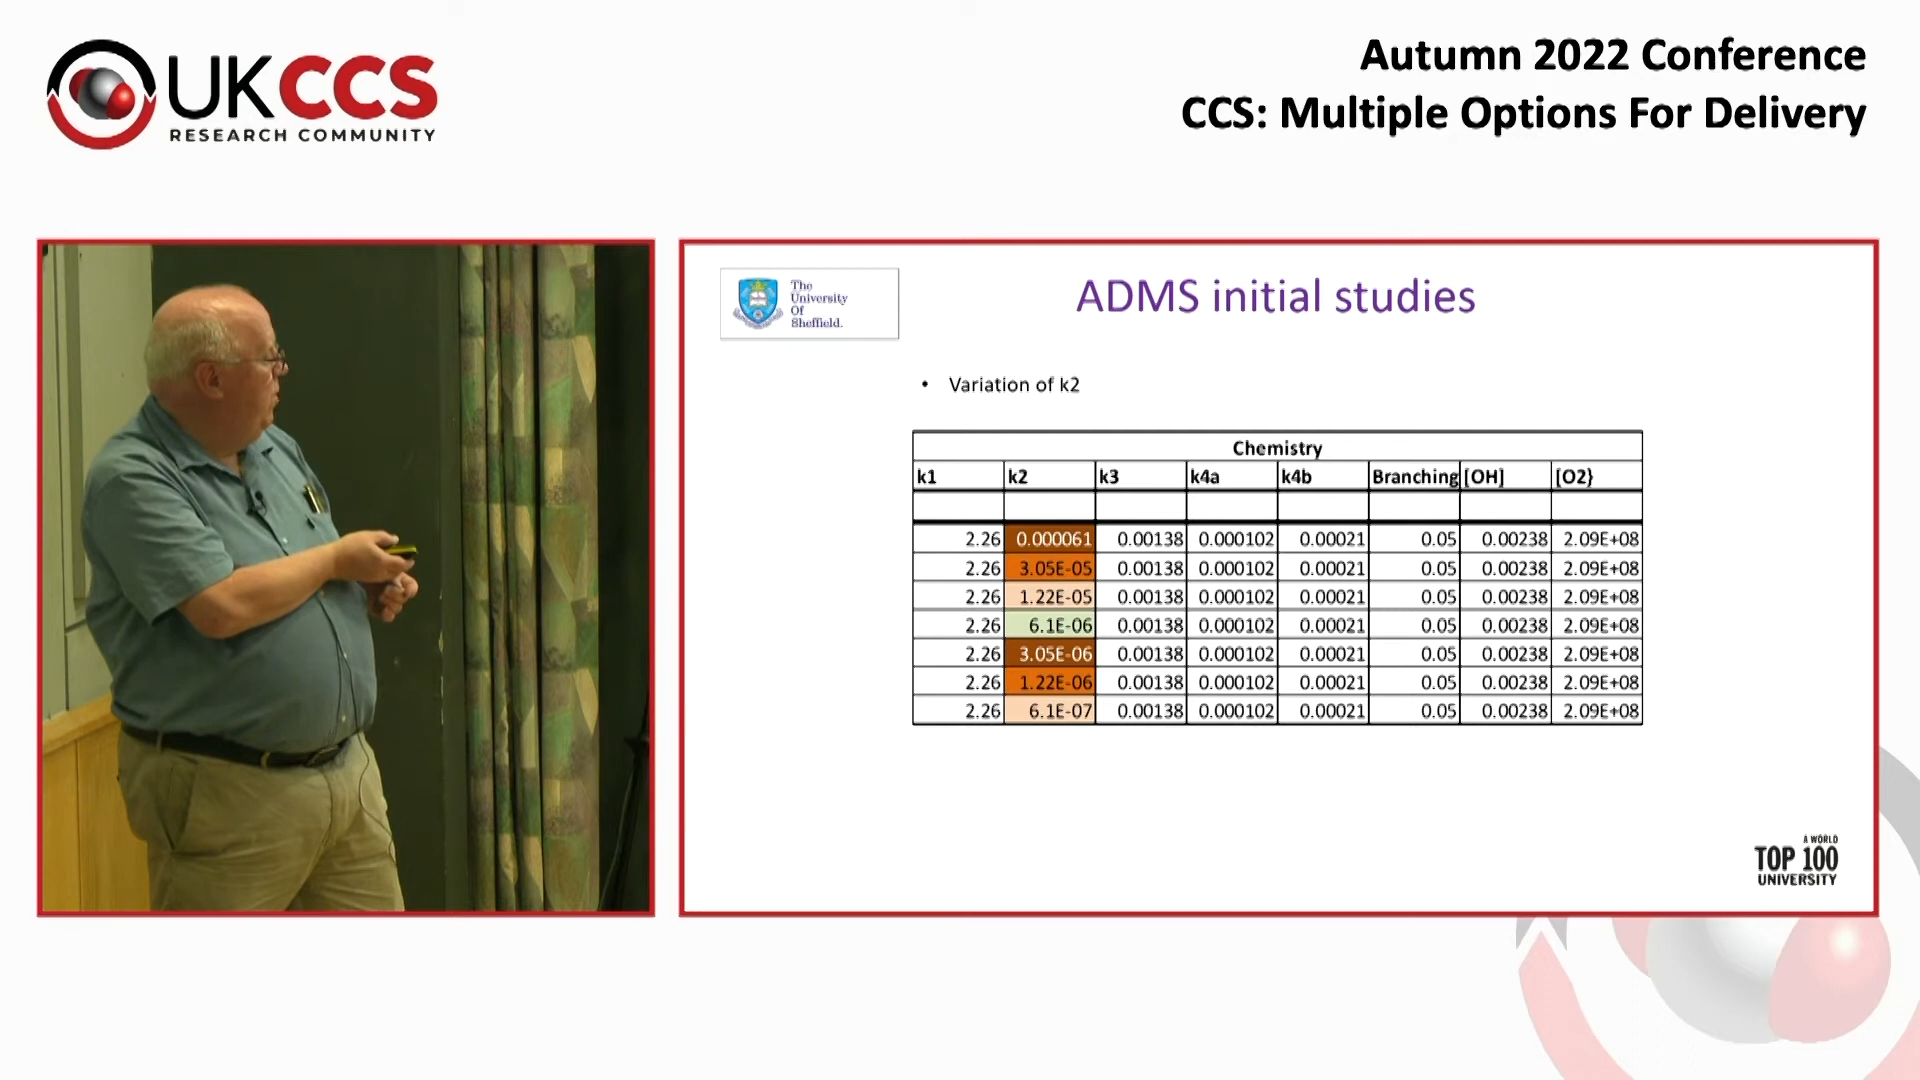 UKCCS
RESEARCH COMMUNITY
Autumn 2022 Conference
CCS: Multiple Options For Delivery
The
University
Of
Sheffield.
ADMS initial studies
• Variation of k2
Chemistry
k1 k2 k3 k4a k4b Branching [OH] [O2}
2.26 0.000061 0.00138 0.000102 0.00021 0.05 0.00238 2.09E+08
2.26 3.05E-05 0.00138 0.000102 0.00021 0.05 0.00238 2.09E+08
2.26 1.22E-05 0.00138 0.000102 0.00021 0.05 0.00238 2.09E+08
2.26 6.1E-06 0.00138 0.000102 0.00021 0.05 0.00238 2.09E+08
2.26 3.05E-06 0.00138 0.000102 0.00021 0.05 0.00238 2.09E+08
2.26 1.22E-06 0.00138 0.000102 0.00021 0.05 0.00238 2.09E+08
2.26 6.1E-07 0.00138 0.000102 0.00021 0.05 0.00238 2.09E+08
A WORLD
TOP 100
UNIVERSITY